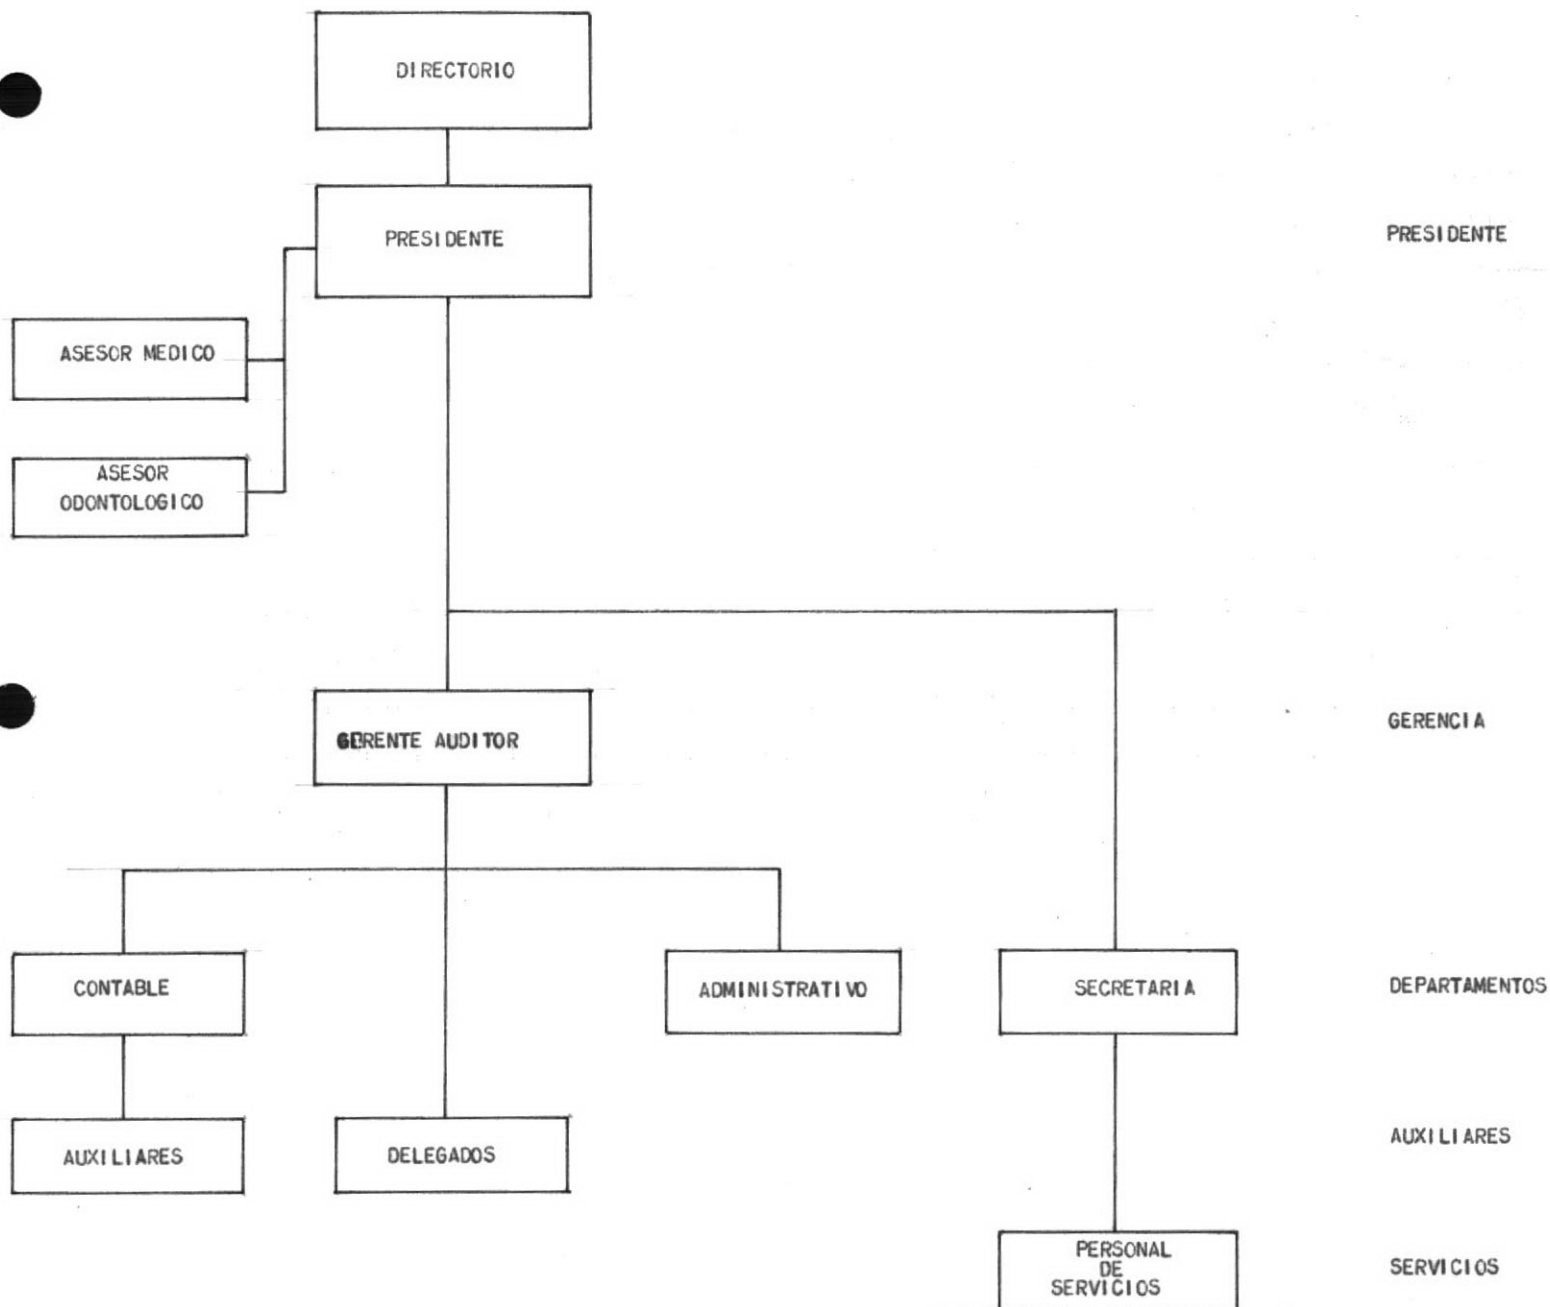 DIRECTORIO
PRESIDENTE
PRESIDENTE
ASESOR MEDICO
ASESOR
ODONTOLOGICO
GERENTE AUDITOR
GERENCIA
CONTABLE
ADMINISTRATIVO
SECRETARIA
DEPARTAMENTOS
AUXILIARES
DELEGADOS
AUXILIARES
PERSONAL
DE
SERVICIOS
SERVICIOS